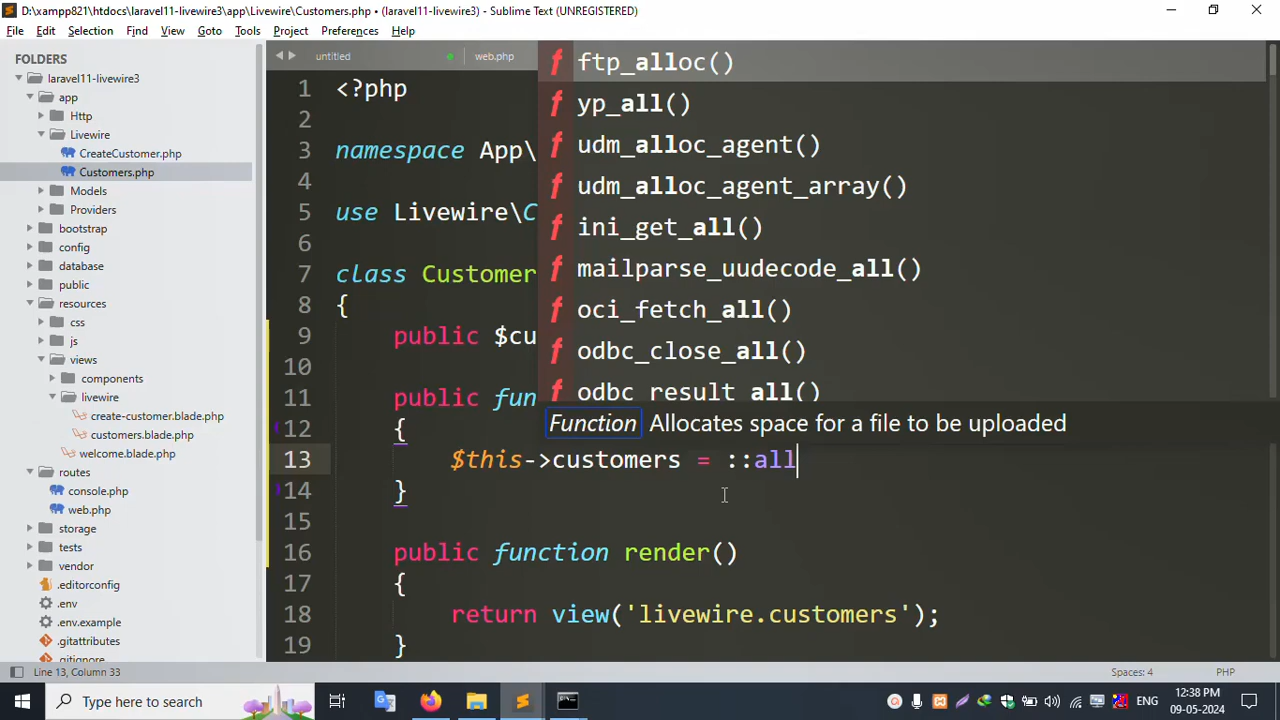 D:\xampp821\htdocs\laravel11-livewire3\app\Livewire\Customers.php • (laravel11-livewire3) - Sublime Text (UNREGISTERED)
File Edit Selection Find View Goto Tools Project Preferences Help
FOLDERS
laravel11-livewire3
app
Http
Livewire
CreateCustomer.php
Customers.php
Models
Providers
bootstrap
config
database
public
resources
css
js
views
components
livewire
create-customer.blade.php
customers.blade.php
welcome.blade.php
routes
console.php
web.php
storage
tests
vendor
.editorconfig
.env
.env.example
.gitattributes
.gitignore
untitled web.php
1 <?php
2
3 namespace App\
4
5 use Livewire\C
6
7 class Customer
8 {
9 public $cu
10
11 public fun
12 {
13 $this->customers = ::all
14 }
15
16 public function render()
17 {
18 return view('livewire.customers');
19 }
f ftp_alloc()
f yp_all()
f udm_alloc_agent()
f udm_alloc_agent_array()
f ini_get_all()
f mailparse_uudecode_all()
f oci_fetch_all()
f odbc_close_all()
f odbc_result_all()
Function Allocates space for a file to be uploaded
Line 13, Column 33 Spaces: 4 PHP
Type here to search
ENG
12:38 PM
09-05-2024